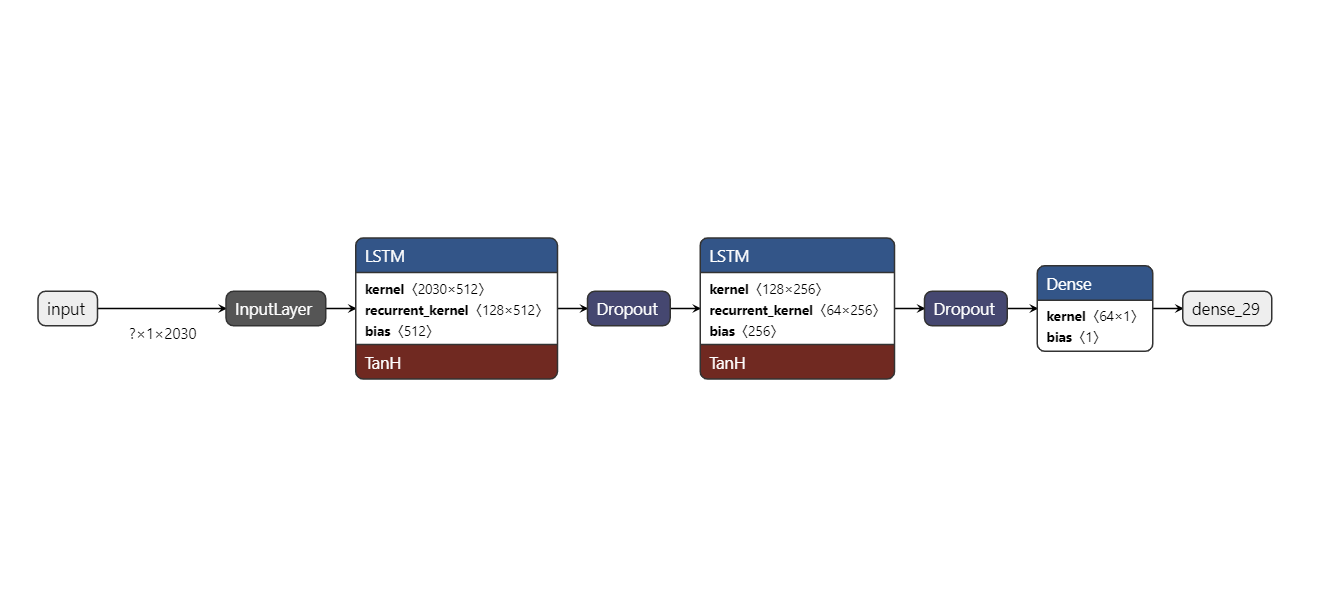 input
?×1×2030
InputLayer
LSTM
kernel 〈2030×512〉
recurrent_kernel 〈128×512〉
bias 〈512〉
TanH
Dropout
LSTM
kernel 〈128×256〉
recurrent_kernel 〈64×256〉
bias 〈256〉
TanH
Dropout
Dense
kernel 〈64×1〉
bias 〈1〉
dense_29